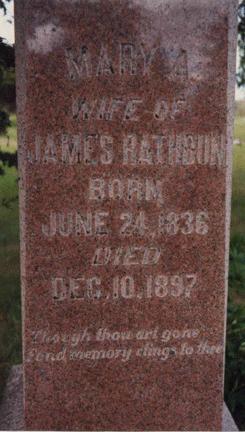 MARY A.
WIFE OF
JAMES RATHBUN
BORN
JUNE 24, 1836
DIED
DEC. 10. 1897
Though thou art gone
fond memory clings to thee